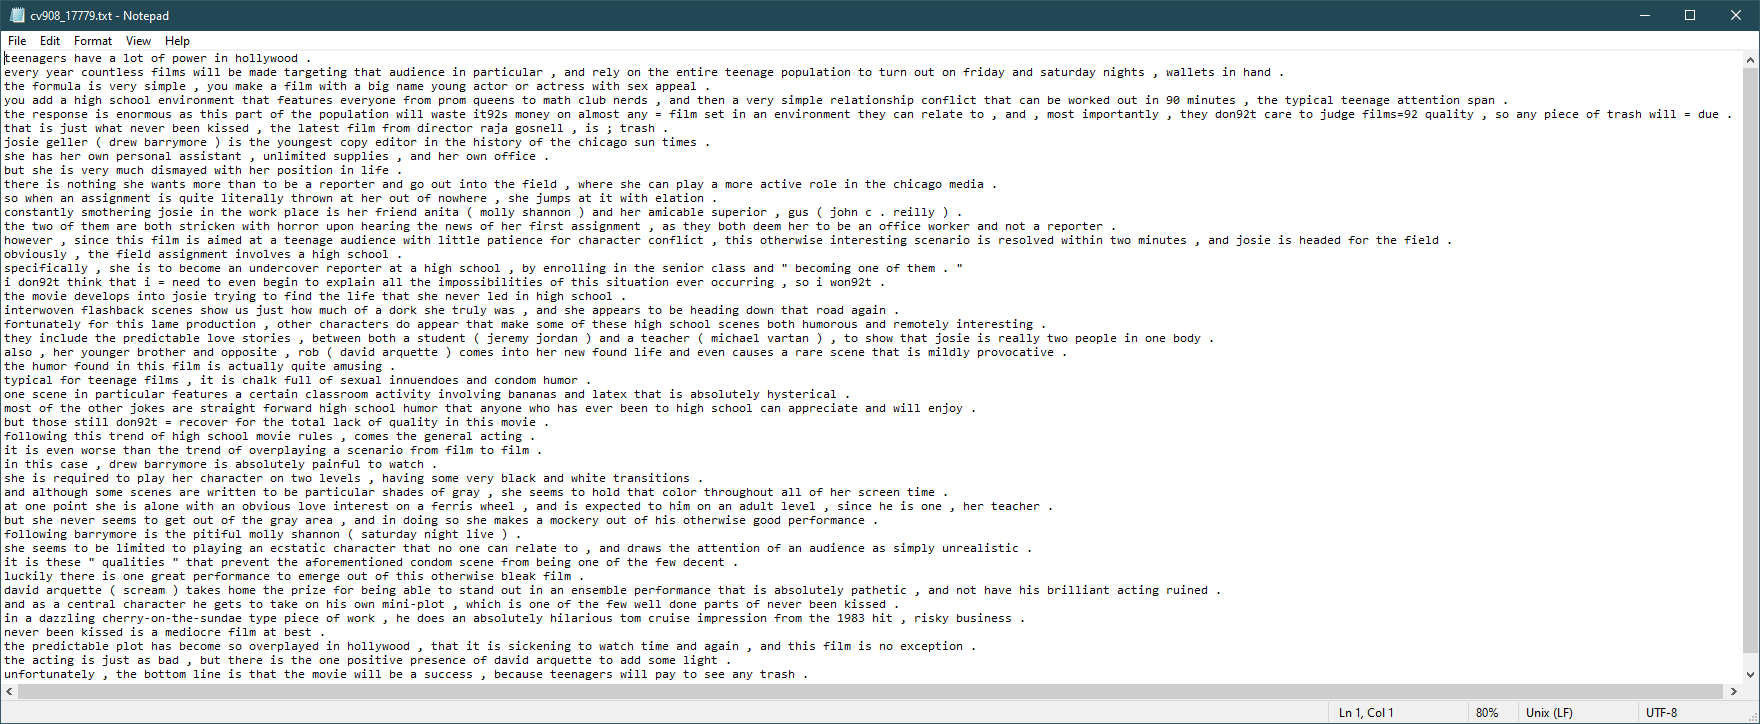 cv908_17779.txt - Notepad
File Edit Format View Help
teenagers have a lot of power in hollywood .
every year countless films will be made targeting that audience in particular , and rely on the entire teenage population to turn out on friday and saturday nights , wallets in hand .
the formula is very simple , you make a film with a big name young actor or actress with sex appeal .
you add a high school environment that features everyone from prom queens to math club nerds , and then a very simple relationship conflict that can be worked out in 90 minutes , the typical teenage attention span .
the response is enormous as this part of the population will waste it92s money on almost any = film set in an environment they can relate to , and , most importantly , they don92t care to judge films=92 quality , so any piece of trash will = due .
that is just what never been kissed , the latest film from director raja gosnell , is ; trash .
josie geller ( drew barrymore ) is the youngest copy editor in the history of the chicago sun times .
she has her own personal assistant , unlimited supplies , and her own office .
but she is very much dismayed with her position in life .
there is nothing she wants more than to be a reporter and go out into the field , where she can play a more active role in the chicago media .
so when an assignment is quite literally thrown at her out of nowhere , she jumps at it with elation .
constantly smothering josie in the work place is her friend anita ( molly shannon ) and her amicable superior , gus ( john c . reilly ) .
the two of them are both stricken with horror upon hearing the news of her first assignment , as they both deem her to be an office worker and not a reporter .
however , since this film is aimed at a teenage audience with little patience for character conflict , this otherwise interesting scenario is resolved within two minutes , and josie is headed for the field .
obviously , the field assignment involves a high school .
specifically , she is to become an undercover reporter at a high school , by enrolling in the senior class and " becoming one of them . "
i don92t think that i = need to even begin to explain all the impossibilities of this situation ever occurring , so i won92t .
the movie develops into josie trying to find the life that she never led in high school .
interwoven flashback scenes show us just how much of a dork she truly was , and she appears to be heading down that road again .
fortunately for this lame production , other characters do appear that make some of these high school scenes both humorous and remotely interesting .
they include the predictable love stories , between both a student ( jeremy jordan ) and a teacher ( michael vartan ) , to show that josie is really two people in one body .
also , her younger brother and opposite , rob ( david arquette ) comes into her new found life and even causes a rare scene that is mildly provocative .
the humor found in this film is actually quite amusing .
typical for teenage films , it is chalk full of sexual innuendoes and condom humor .
one scene in particular features a certain classroom activity involving bananas and latex that is absolutely hysterical .
most of the other jokes are straight forward high school humor that anyone who has ever been to high school can appreciate and will enjoy .
but those still don92t = recover for the total lack of quality in this movie .
following this trend of high school movie rules , comes the general acting .
it is even worse than the trend of overplaying a scenario from film to film .
in this case , drew barrymore is absolutely painful to watch .
she is required to play her character on two levels , having some very black and white transitions .
and although some scenes are written to be particular shades of gray , she seems to hold that color throughout all of her screen time .
at one point she is alone with an obvious love interest on a ferris wheel , and is expected to him on an adult level , since he is one , her teacher .
but she never seems to get out of the gray area , and in doing so she makes a mockery out of his otherwise good performance .
following barrymore is the pitiful molly shannon ( saturday night live ) .
she seems to be limited to playing an ecstatic character that no one can relate to , and draws the attention of an audience as simply unrealistic .
it is these " qualities " that prevent the aforementioned condom scene from being one of the few decent .
luckily there is one great performance to emerge out of this otherwise bleak film .
david arquette ( scream ) takes home the prize for being able to stand out in an ensemble performance that is absolutely pathetic , and not have his brilliant acting ruined .
and as a central character he gets to take on his own mini-plot , which is one of the few well done parts of never been kissed .
in a dazzling cherry-on-the-sundae type piece of work , he does an absolutely hilarious tom cruise impression from the 1983 hit , risky business .
never been kissed is a mediocre film at best .
the predictable plot has become so overplayed in hollywood , that it is sickening to watch time and again , and this film is no exception .
the acting is just as bad , but there is the one positive presence of david arquette to add some light .
unfortunately , the bottom line is that the movie will be a success , because teenagers will pay to see any trash .
Ln 1, Col 1 80% Unix (LF) UTF-8